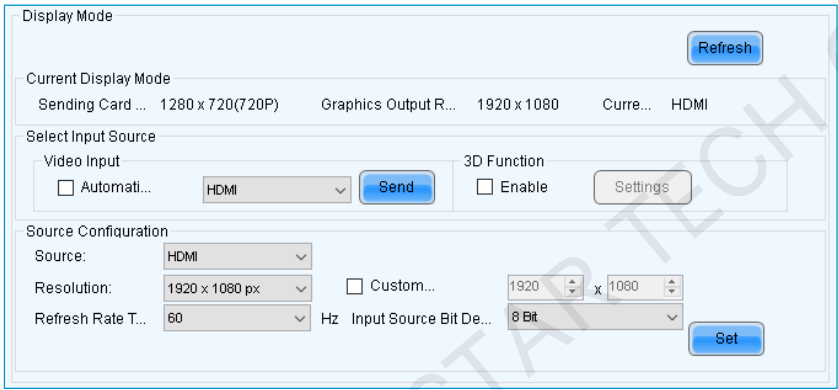 Display Mode
Refresh
Current Display Mode
Sending Card ... 1280 x 720(720P) Graphics Output R... 1920 x 1080 Curre... HDMI
Select Input Source
Video Input 3D Function
Automati... HDMI Send Enable Settings
Source Configuration
Source: HDMI
Resolution: 1920 x 1080 px Custom... 1920 x 1080
Refresh Rate T... 60 Hz Input Source Bit De... 8 Bit
Set
STAR TECH